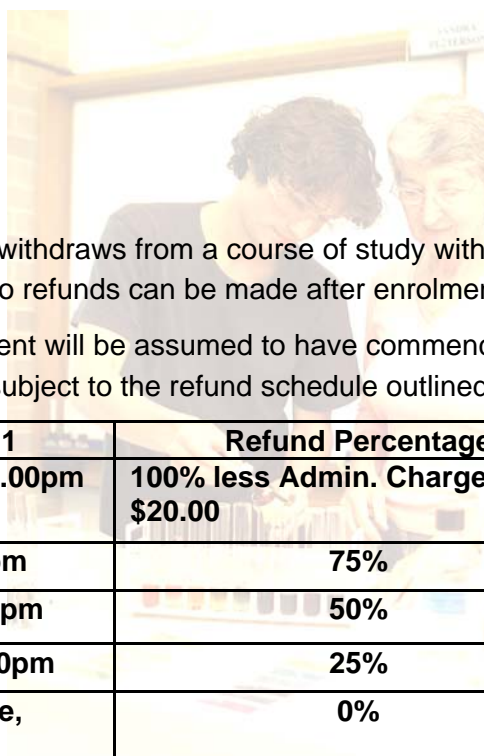 withdraws from a course of study with
o refunds can be made after enrolmen
ent will be assumed to have commenc
subject to the refund schedule outlined
1 Refund Percentage
.00pm 100% less Admin. Charge
$20.00
m 75%
pm 50%
0pm 25%
e, 0%